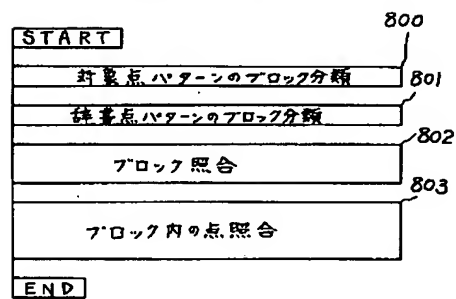 START
800
対象点パターンのブロック分類
801
辞書点パターンのブロック分類
802
ブロック照合
803
ブロック内の点照合
END